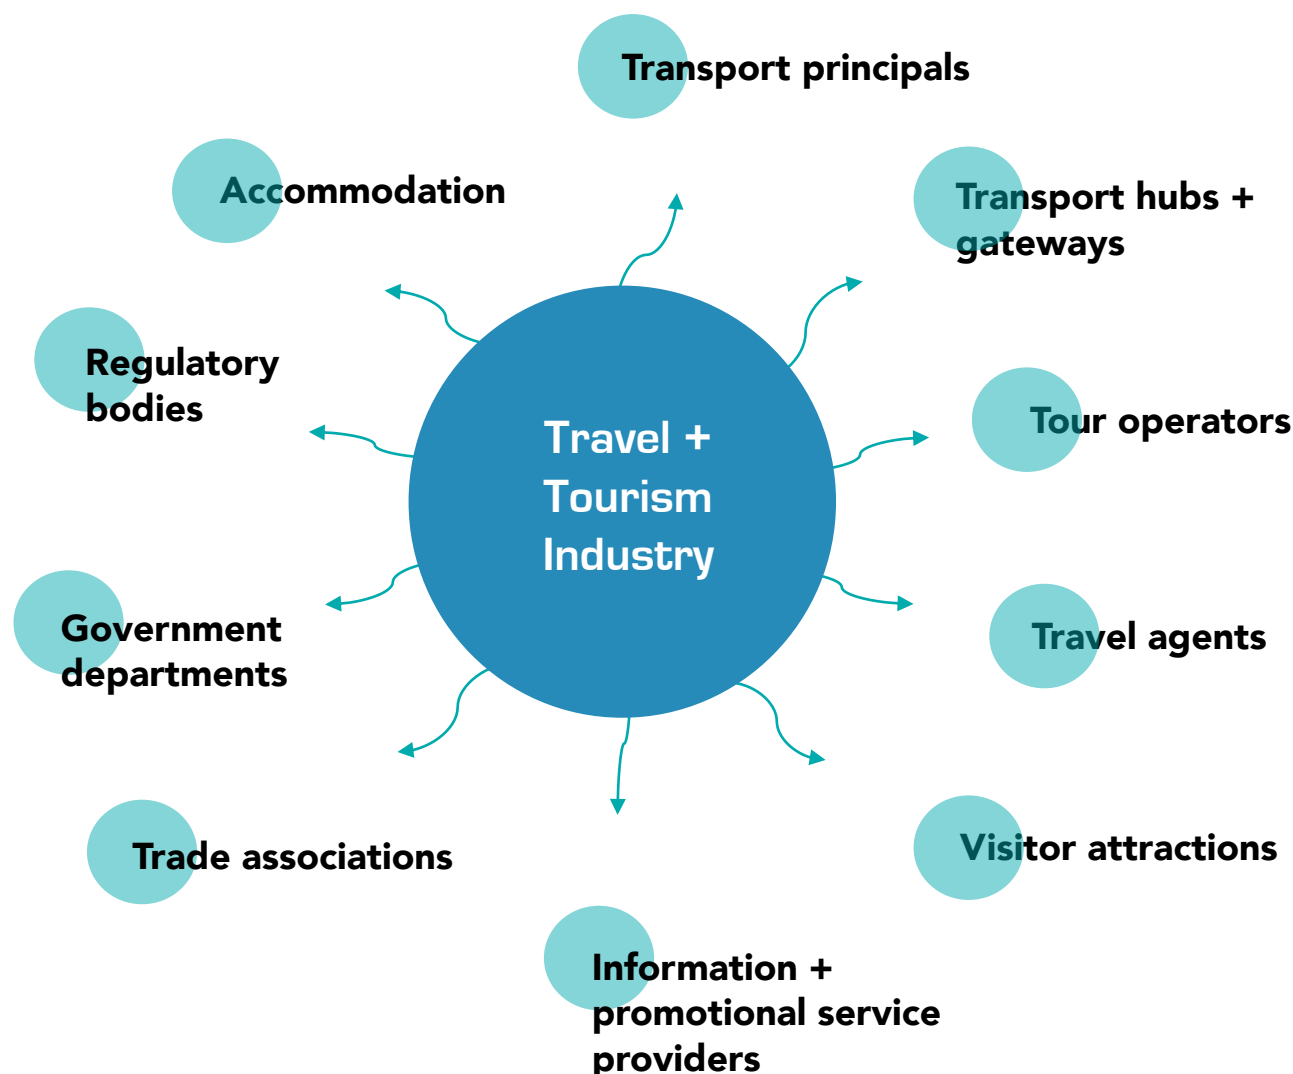 Transport principals
Accommodation
Transport hubs +
gateways
Regulatory
bodies
Tour operators
Travel +
Tourism
Industry
Government
departments
Travel agents
Trade associations
Visitor attractions
Information +
promotional service
providers